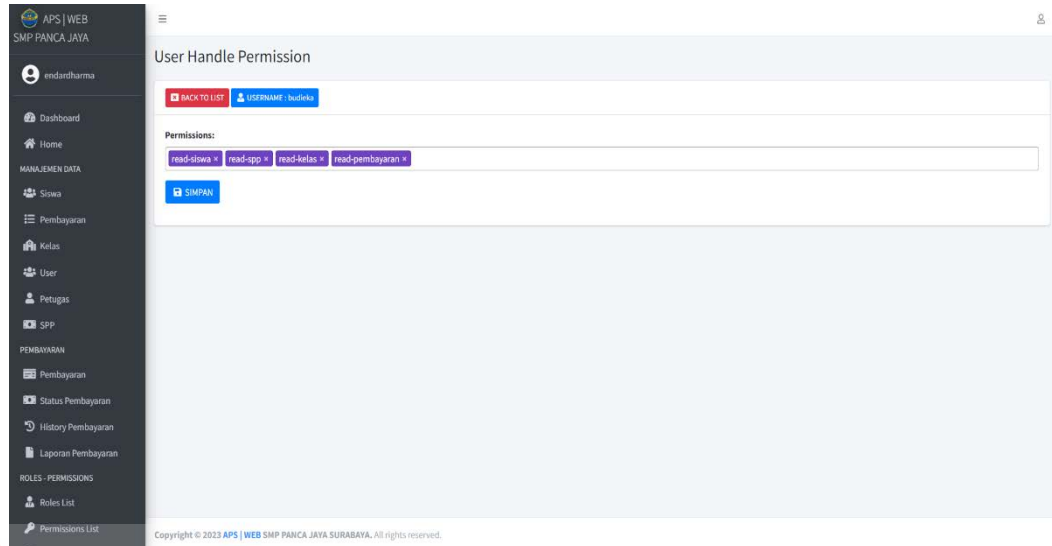 APS | WEB
SMP PANCA JAYA
endardharma
Dashboard
Home
MANAJEMEN DATA
Siswa
Pembayaran
Kelas
User
Petugas
SPP
PEMBAYARAN
Pembayaran
Status Pembayaran
History Pembayaran
Laporan Pembayaran
ROLES - PERMISSIONS
Roles List
Permissions List
User Handle Permission
BACK TO LIST USERNAME : budieka
Permissions:
read-siswa × read-spp × read-kelas × read-pembayaran ×
SIMPAN
Copyright © 2023 APS | WEB SMP PANCA JAYA SURABAYA. All rights reserved.